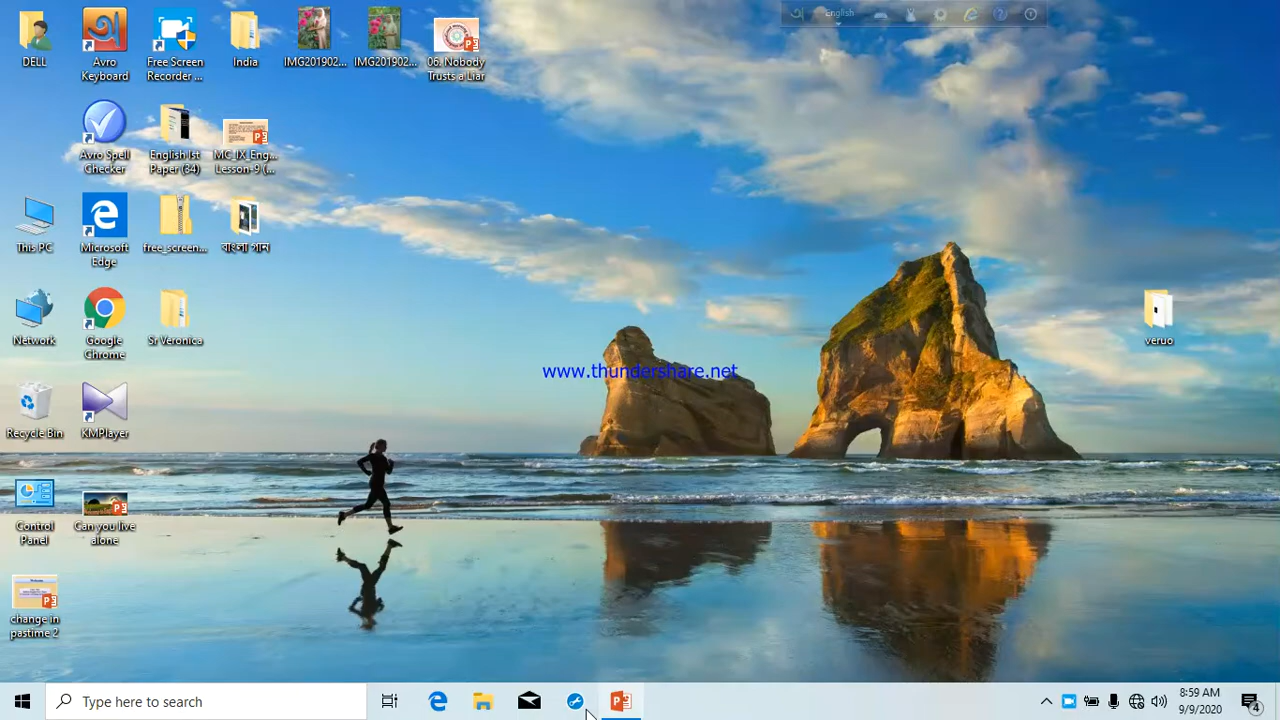 English
DELL
Avro
Keyboard
Free Screen
Recorder ...
India
IMG201902...
IMG201902...
06. Nobody
Trusts a Liar
Avro Spell
Checker
English Ist
Paper (34)
MC_IX_Eng...
Lesson-9 (...
This PC
Microsoft
Edge
free_screen...
বাংলা গান
Network
Google
Chrome
Sr Veronica
veruo
www.thundershare.net
Recycle Bin
KMPlayer
Control
Panel
Can you live
alone
change in
pastime 2
Type here to search
8:59 AM
9/9/2020
4